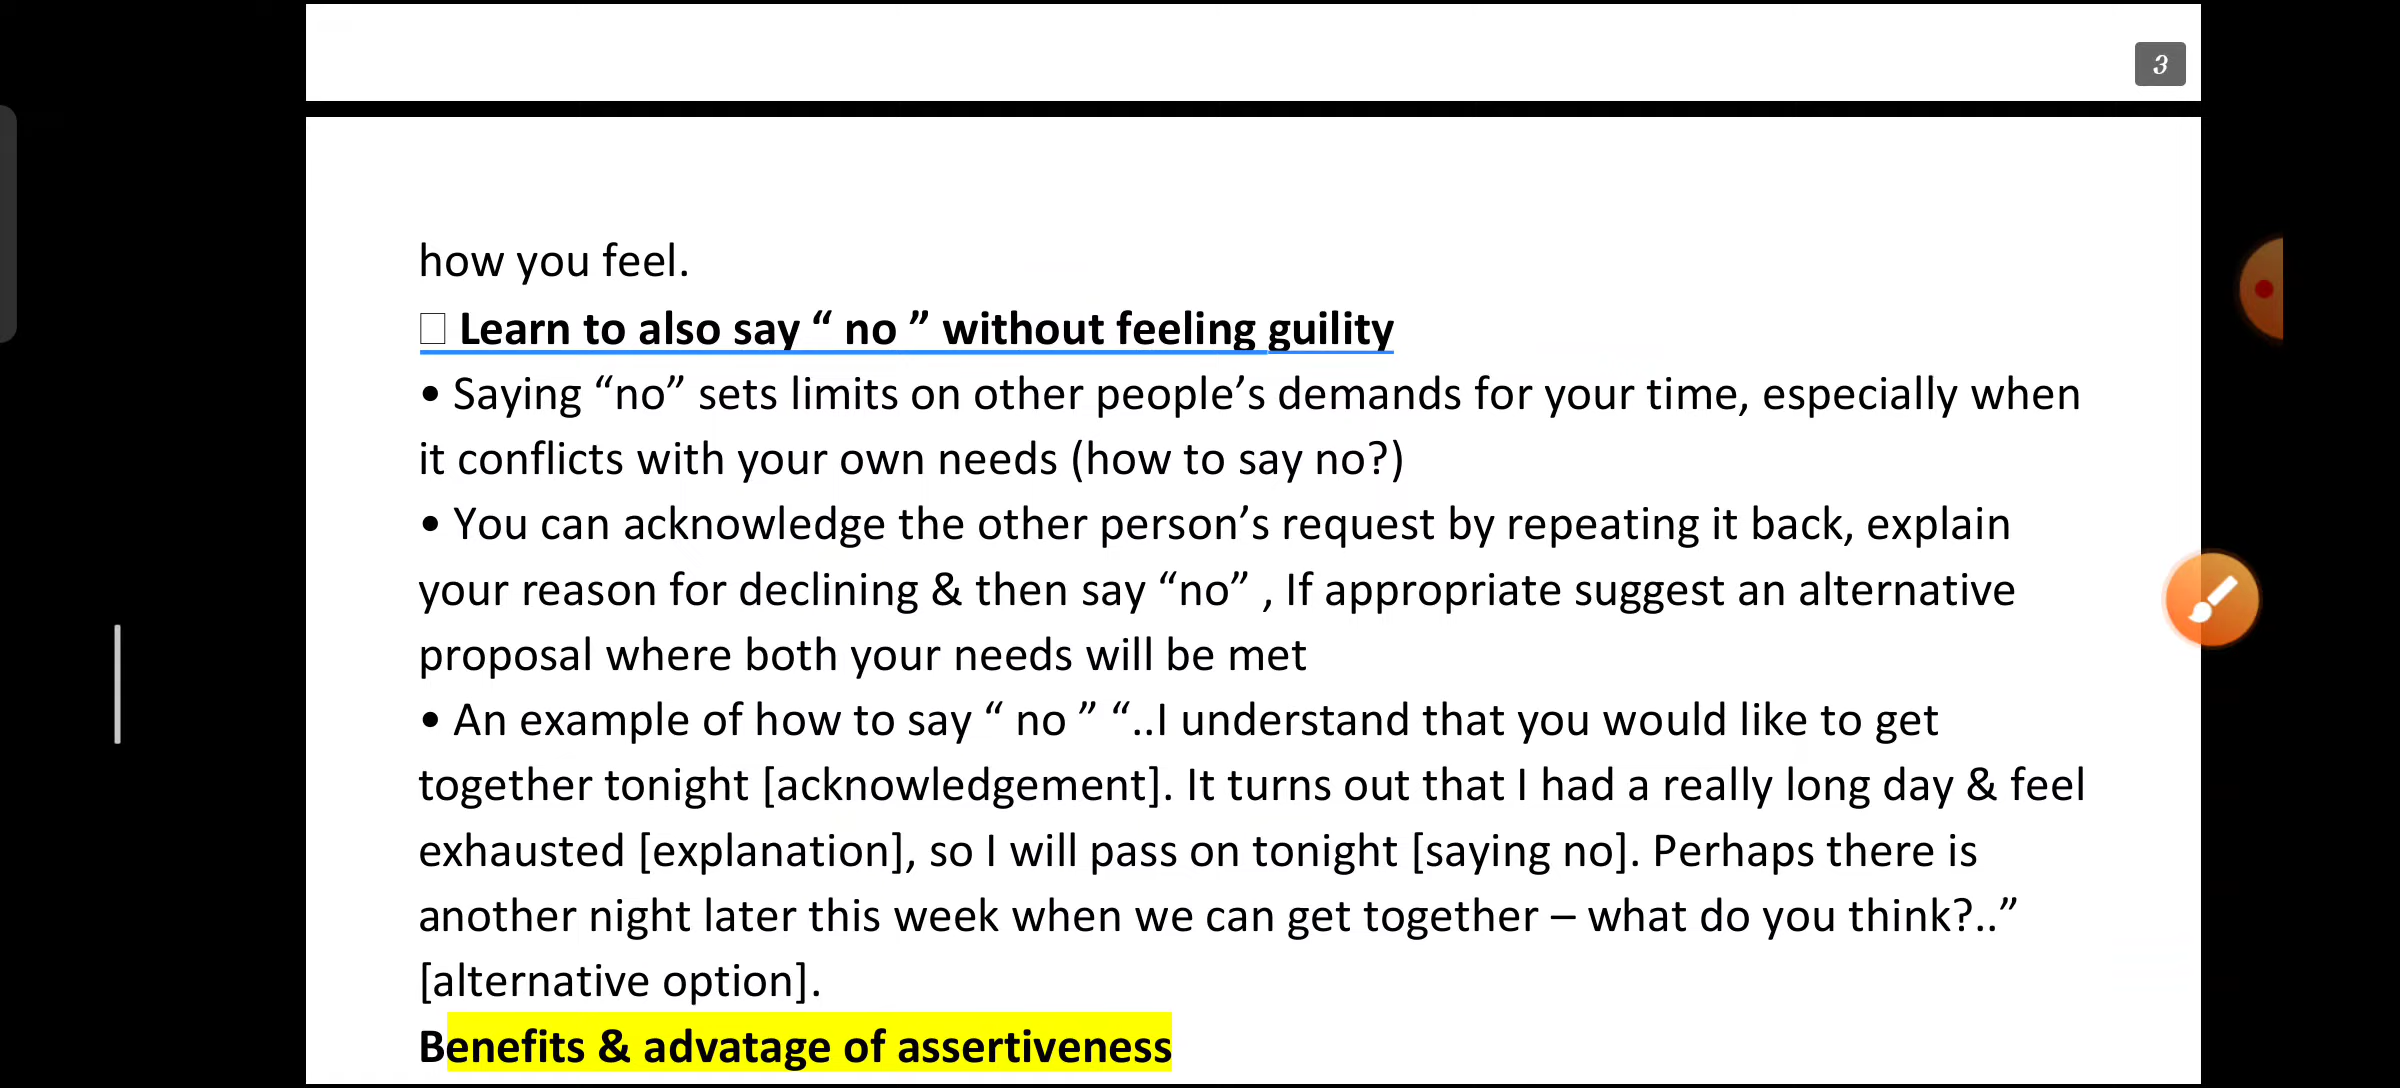 3
how you feel.
□ Learn to also say “ no ” without feeling guility
• Saying “no” sets limits on other people’s demands for your time, especially when
it conflicts with your own needs (how to say no?)
• You can acknowledge the other person’s request by repeating it back, explain
your reason for declining & then say “no” , If appropriate suggest an alternative
proposal where both your needs will be met
• An example of how to say “ no ” “..I understand that you would like to get
together tonight [acknowledgement]. It turns out that I had a really long day & feel
exhausted [explanation], so I will pass on tonight [saying no]. Perhaps there is
another night later this week when we can get together – what do you think?..”
[alternative option].
Benefits & advatage of assertiveness